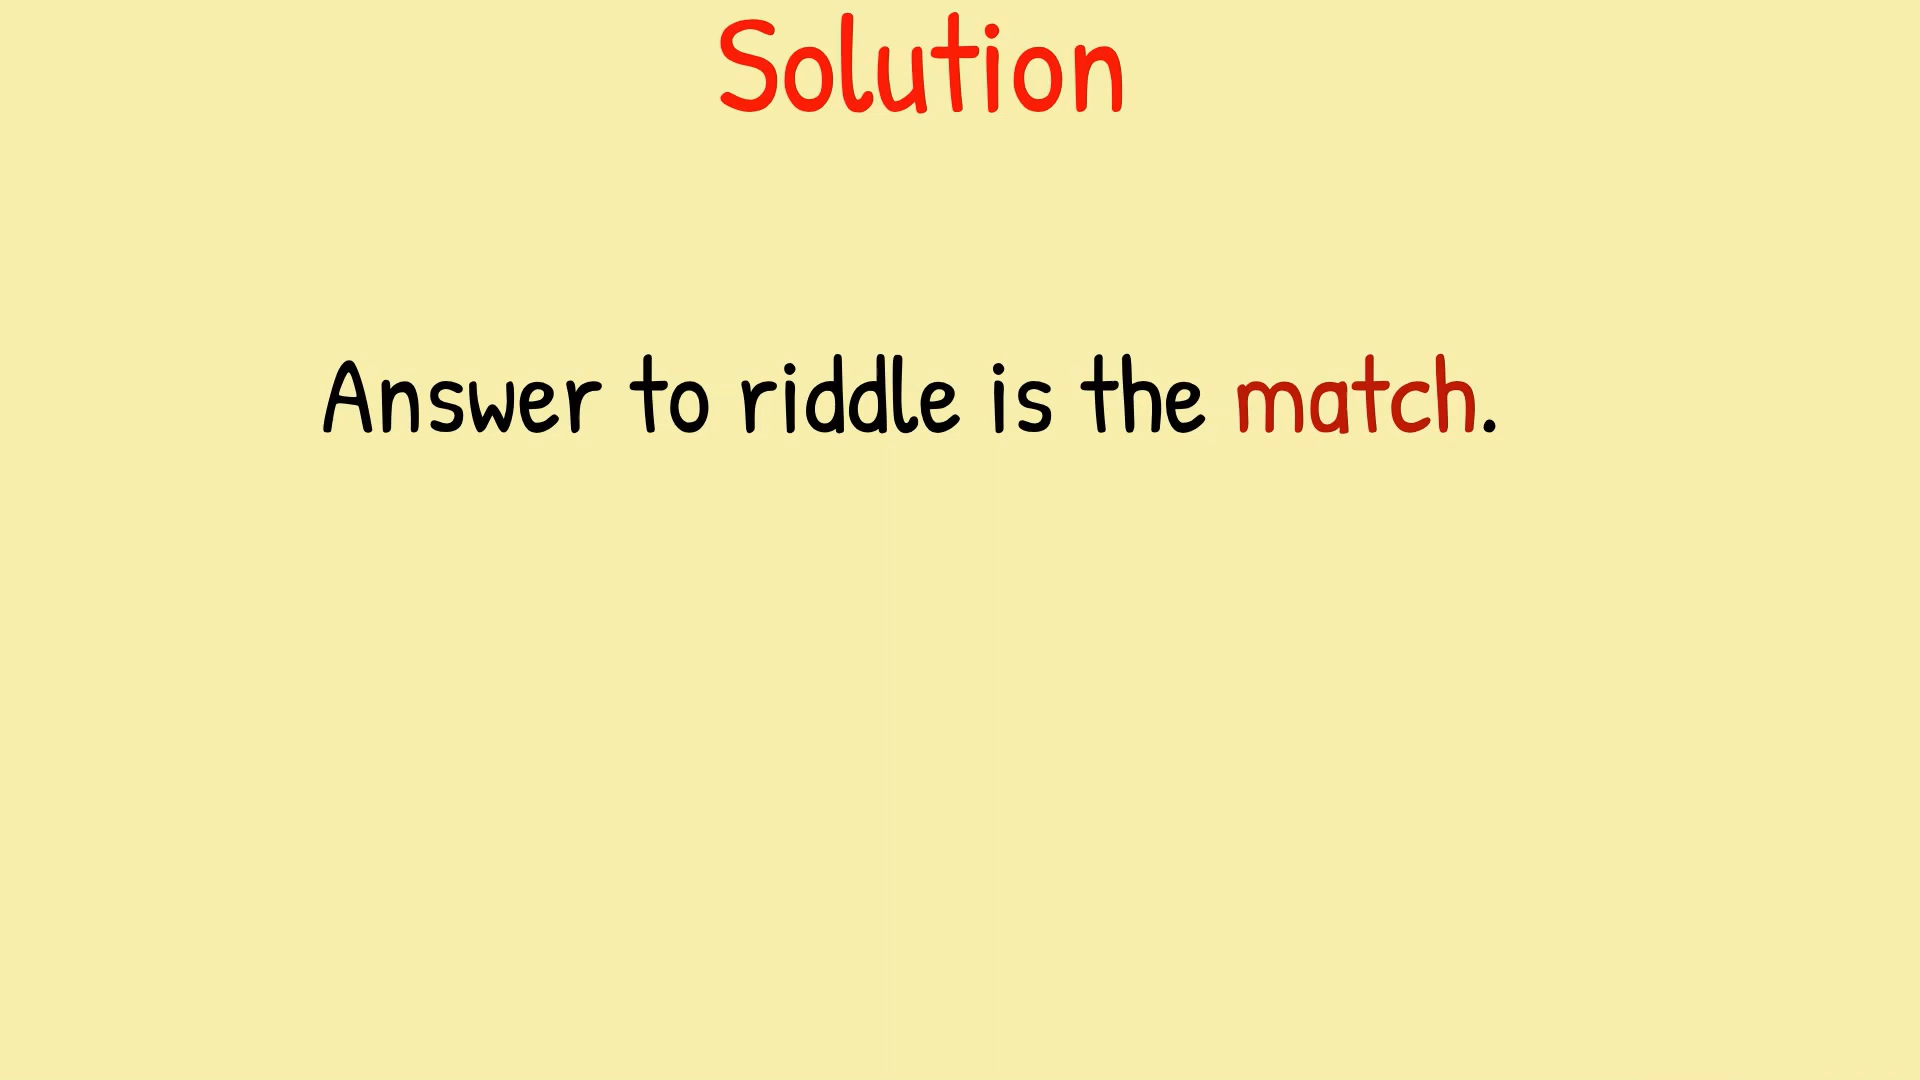 Solution
Answer to riddle is the match.